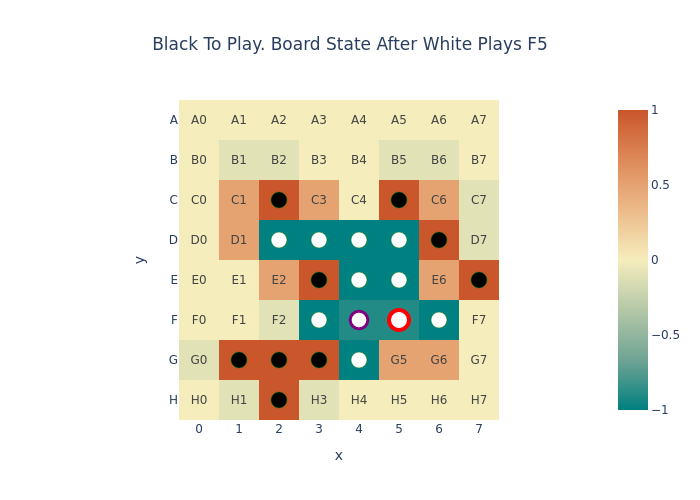 Black To Play. Board State After White Plays F5
A A0 A1 A2 A3 A4 A5 A6 A7
B B0 B1 B2 B3 B4 B5 B6 B7
C C0 C1 C3 C4 C6 C7
D D0 D1 D7
E E0 E1 E2 E6
F F0 F1 F2 F7
G G0 G5 G6 G7
H H0 H1 H3 H4 H5 H6 H7
0 1 2 3 4 5 6 7
x
y
1
0.5
0
−0.5
−1